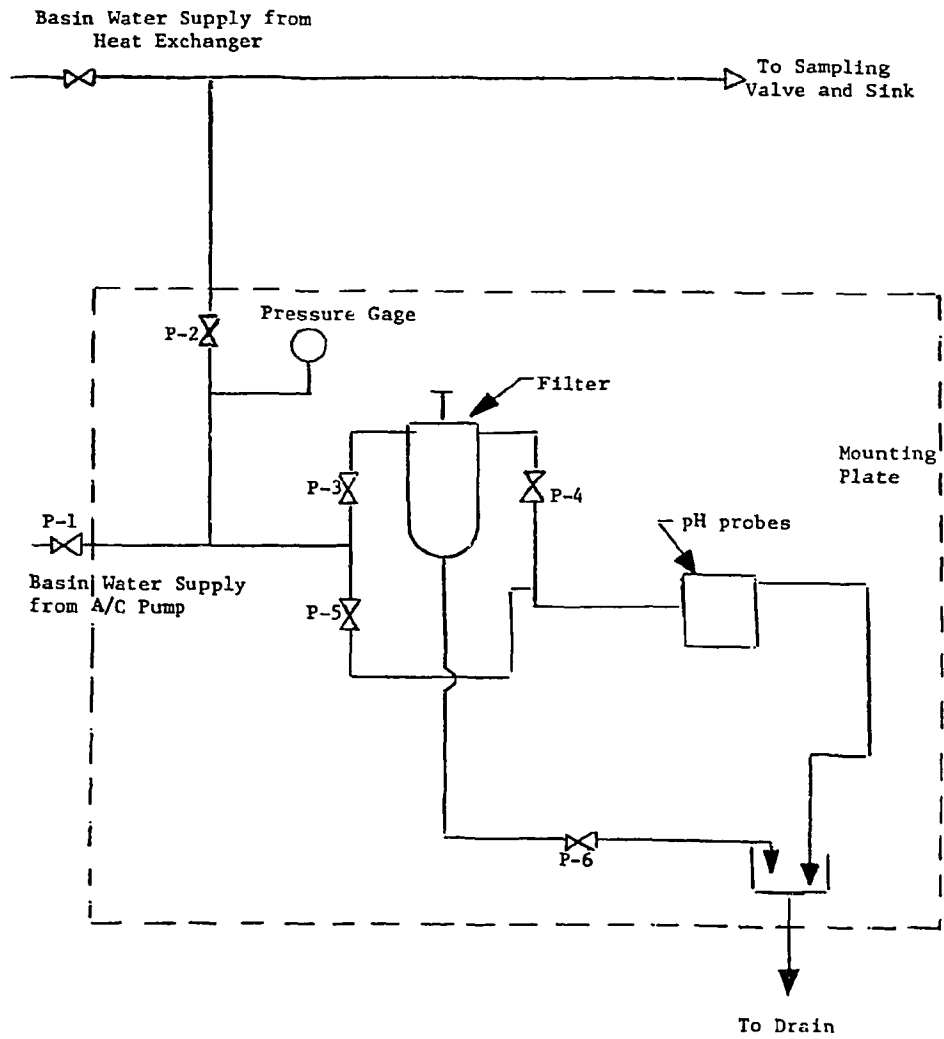 Basin Water Supply from
Heat Exchanger
To Sampling
Valve and Sink
P-2
Pressure Gage
Filter
Mounting
Plate
P-3
P-4
P-1
pH probes
Basin Water Supply
from A/C Pump
P-5
P-6
To Drain